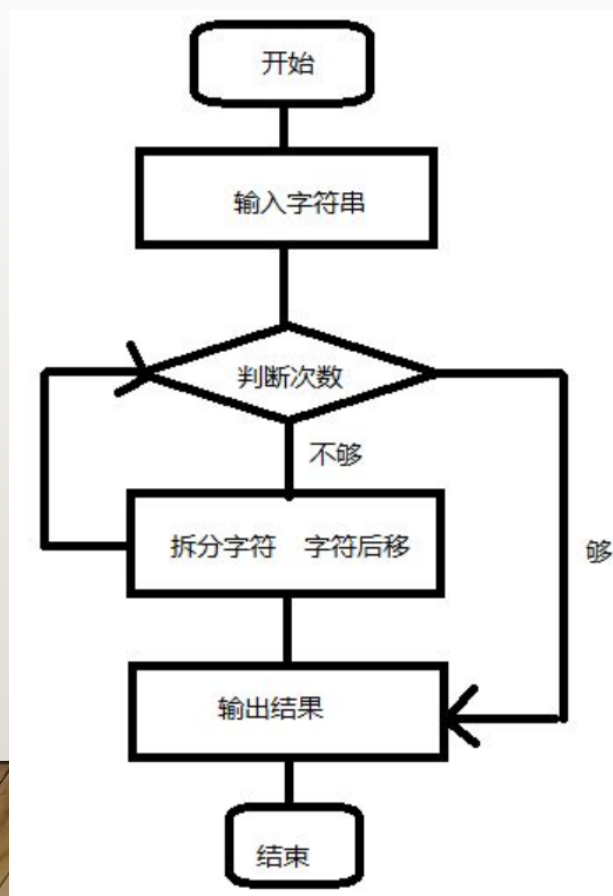 开始
输入字符串
判断次数
不够
拆分字符 字符后移
够
输出结果
结束